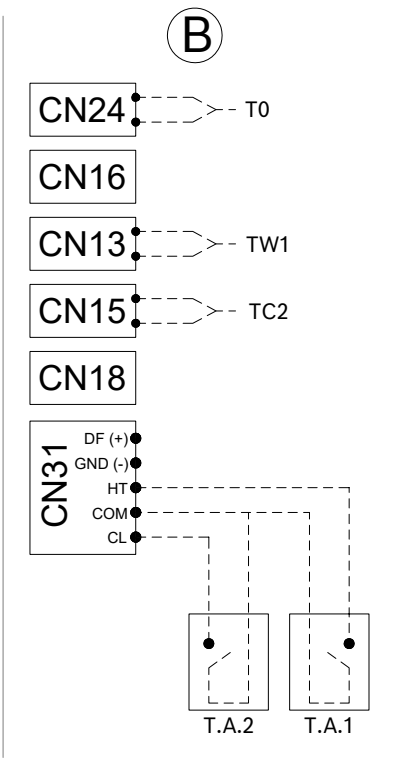 B
CN24 T0
CN16
CN13 TW1
CN15 TC2
CN18
CN31
DF (+)
GND (-)
HT
COM
CL
T.A.2 T.A.1